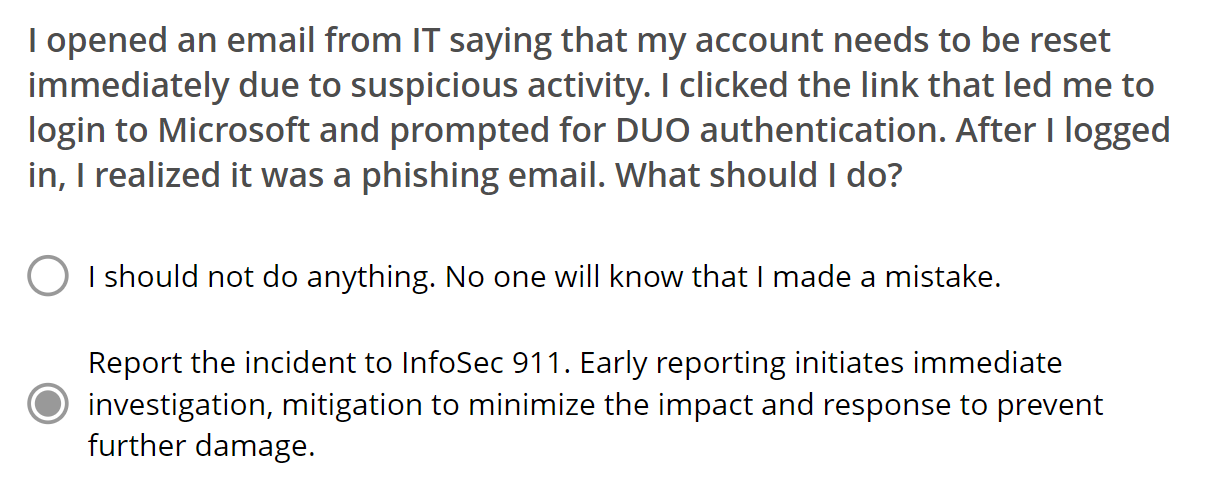 I opened an email from IT saying that my account needs to be reset
immediately due to suspicious activity. I clicked the link that led me to
login to Microsoft and prompted for DUO authentication. After I logged
in, I realized it was a phishing email. What should I do?
I should not do anything. No one will know that I made a mistake.
Report the incident to InfoSec 911. Early reporting initiates immediate
investigation, mitigation to minimize the impact and response to prevent
further damage.